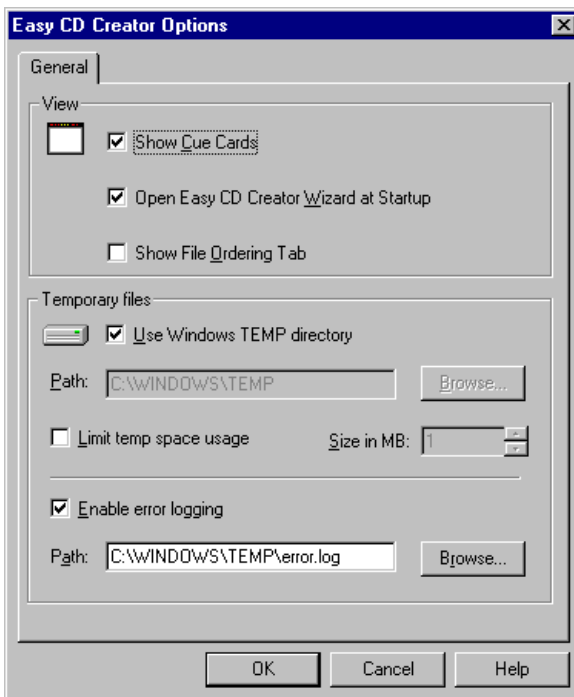 Easy CD Creator Options
General
View
Show Cue Cards
Open Easy CD Creator Wizard at Startup
Show File Ordering Tab
Temporary files
Use Windows TEMP directory
Path: C:\WINDOWS\TEMP Browse...
Limit temp space usage Size in MB: 1
Enable error logging
Path: C:\WINDOWS\TEMP\error.log Browse...
OK Cancel Help